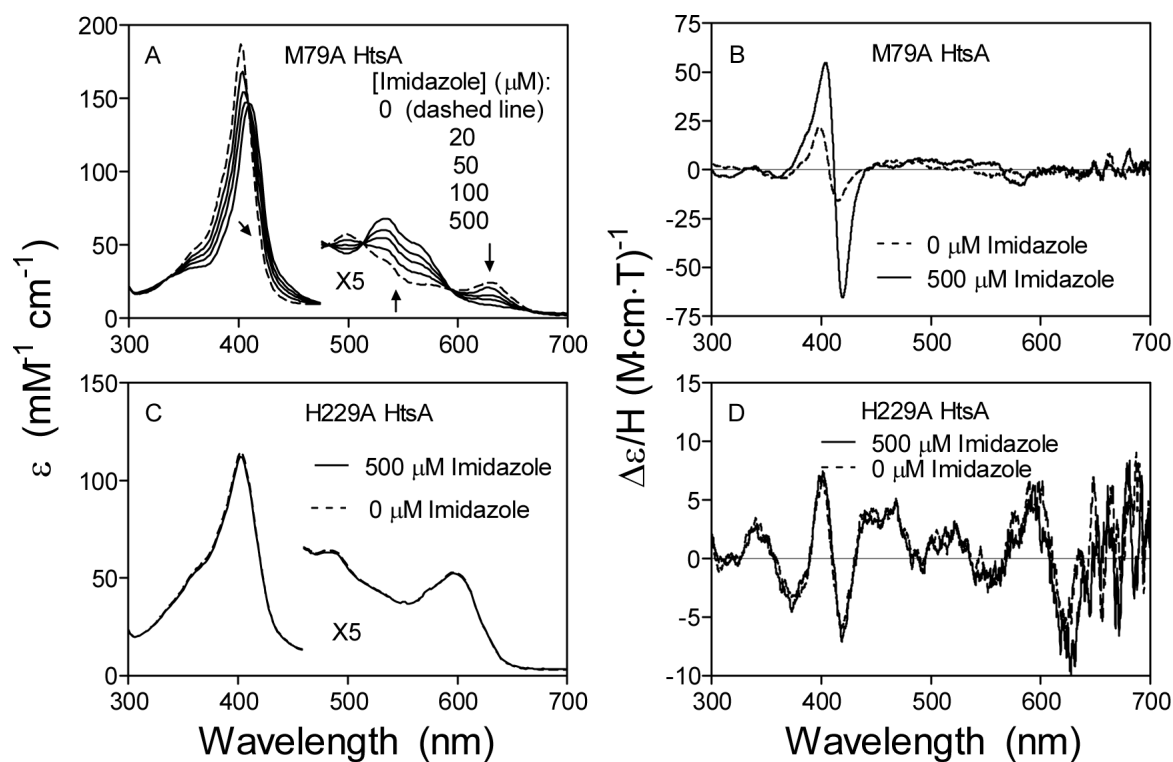 A
M79A HtsA
[Imidazole] (μM):
0 (dashed line)
20
50
100
500
X5
200
150
100
50
0
300 400 500 600 700
B
M79A HtsA
0 μM Imidazole
500 μM Imidazole
75
50
25
0
-25
-50
-75
300 400 500 600 700
C
H229A HtsA
500 μM Imidazole
0 μM Imidazole
X5
150
100
50
0
300 400 500 600 700
D
H229A HtsA
500 μM Imidazole
0 μM Imidazole
15
10
5
0
-5
-10
300 400 500 600 700
ε (mM⁻¹ cm⁻¹)
Δε/H (M·cm·T)⁻¹
Wavelength (nm)
Wavelength (nm)